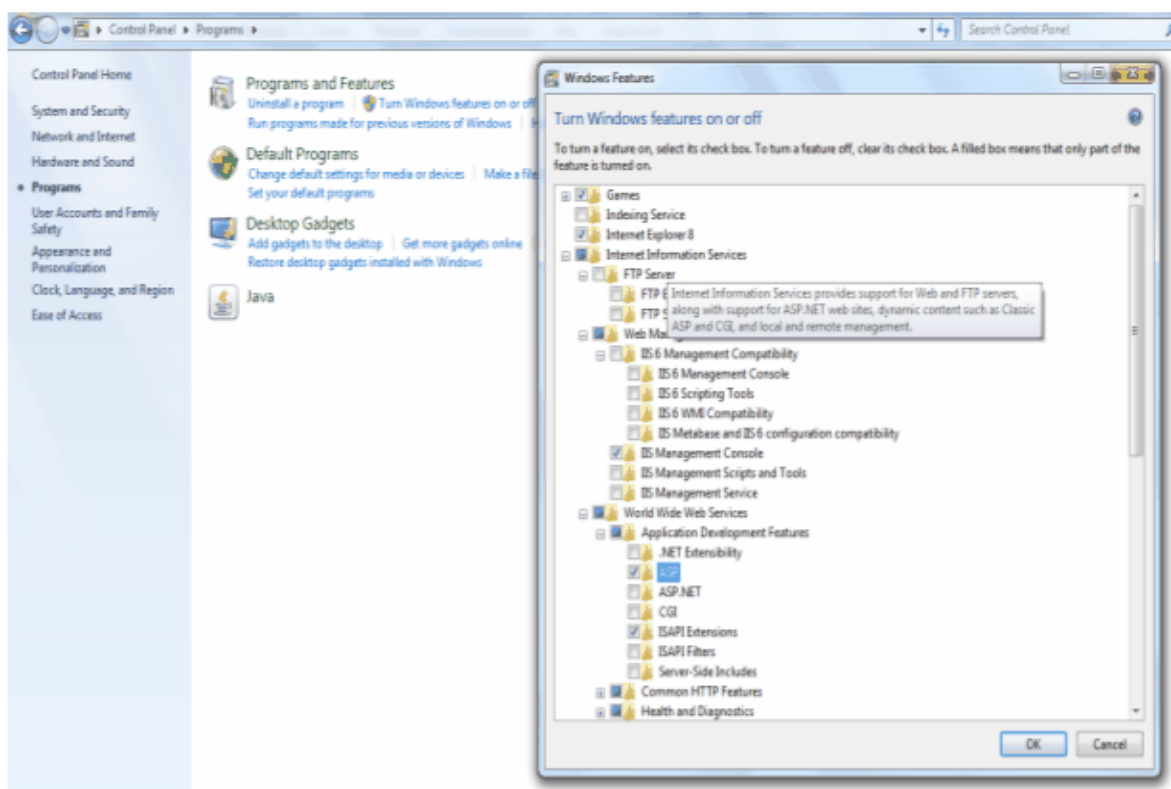 Control Panel ▸ Programs ▸
Search Control Panel
Control Panel Home
System and Security
Network and Internet
Hardware and Sound
Programs
User Accounts and Family
Safety
Appearance and
Personalization
Clock, Language, and Region
Ease of Access
Programs and Features
Uninstall a program
Turn Windows features on or off
Run programs made for previous versions of Windows
Default Programs
Change default settings for media or devices
Make a file
Set your default programs
Desktop Gadgets
Add gadgets to the desktop
Get more gadgets online
Restore desktop gadgets installed with Windows
Java
Windows Features
Turn Windows features on or off
To turn a feature on, select its check box. To turn a feature off, clear its check box. A filled box means that only part of the
feature is turned on.
Games
Indexing Service
Internet Explorer 8
Internet Information Services
FTP Server
FTP E
FTP S
Internet Information Services provides support for Web and FTP servers,
along with support for ASP.NET web sites, dynamic content such as Classic
ASP and CGI, and local and remote management.
Web Mana
IIS 6 Management Compatibility
IIS 6 Management Console
IIS 6 Scripting Tools
IIS 6 WMI Compatibility
IIS Metabase and IIS 6 configuration compatibility
IIS Management Console
IIS Management Scripts and Tools
IIS Management Service
World Wide Web Services
Application Development Features
.NET Extensibility
ASP
ASP.NET
CGI
ISAPI Extensions
ISAPI Filters
Server-Side Includes
Common HTTP Features
Health and Diagnostics
OK
Cancel